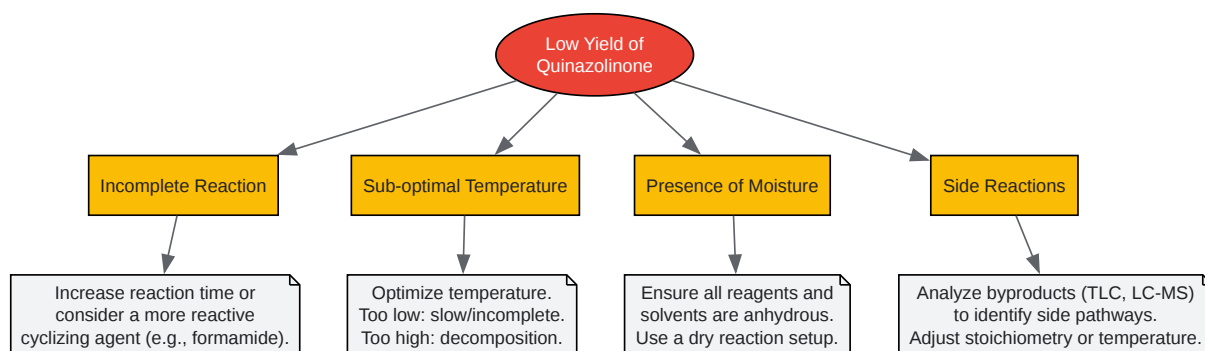 Low Yield of
Quinazolinone
Incomplete Reaction
Sub-optimal Temperature
Presence of Moisture
Side Reactions
Increase reaction time or
consider a more reactive
cyclizing agent (e.g., formamide).
Optimize temperature.
Too low: slow/incomplete.
Too high: decomposition.
Ensure all reagents and
solvents are anhydrous.
Use a dry reaction setup.
Analyze byproducts (TLC, LC-MS)
to identify side pathways.
Adjust stoichiometry or temperature.